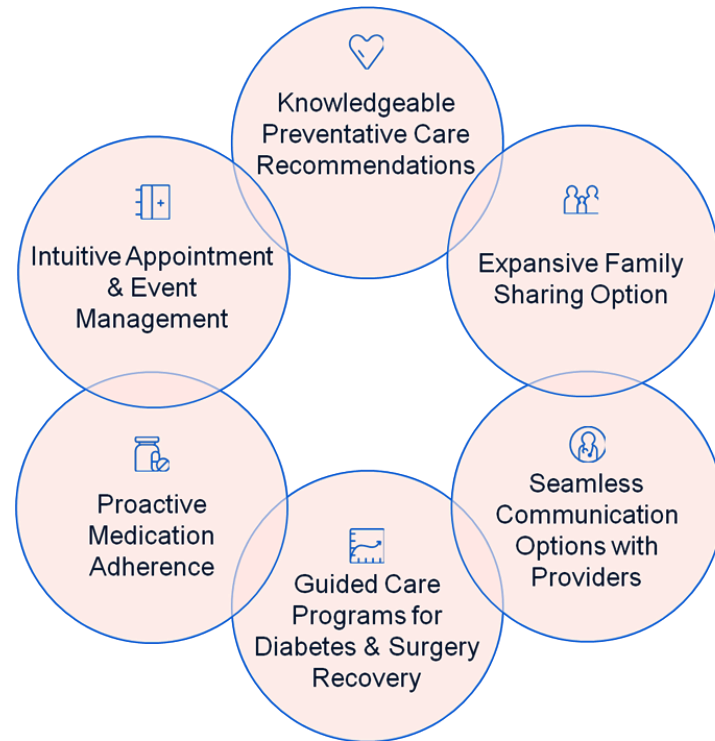 Knowledgeable
Preventative Care
Recommendations
Expansive Family
Sharing Option
Seamless
Communication
Options with
Providers
Guided Care
Programs for
Diabetes & Surgery
Recovery
Proactive
Medication
Adherence
Intuitive Appointment
& Event
Management